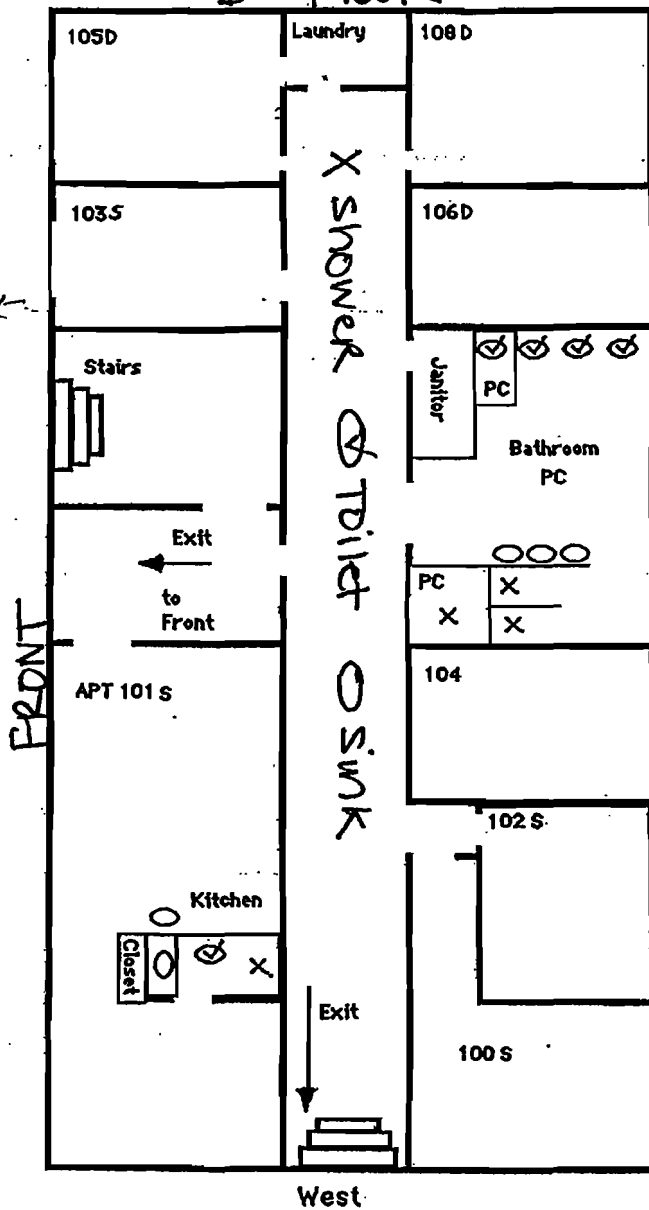 105D
Laundry
108D
103S
106D
X shower ⍻ Toilet O Sink
Stairs
Janitor
PC
Bathroom
PC
Exit
to
Front
PC
X
X
X
FRONT
APT 101 S
104
102 S
Kitchen
Closet
X
Exit
100 S
West